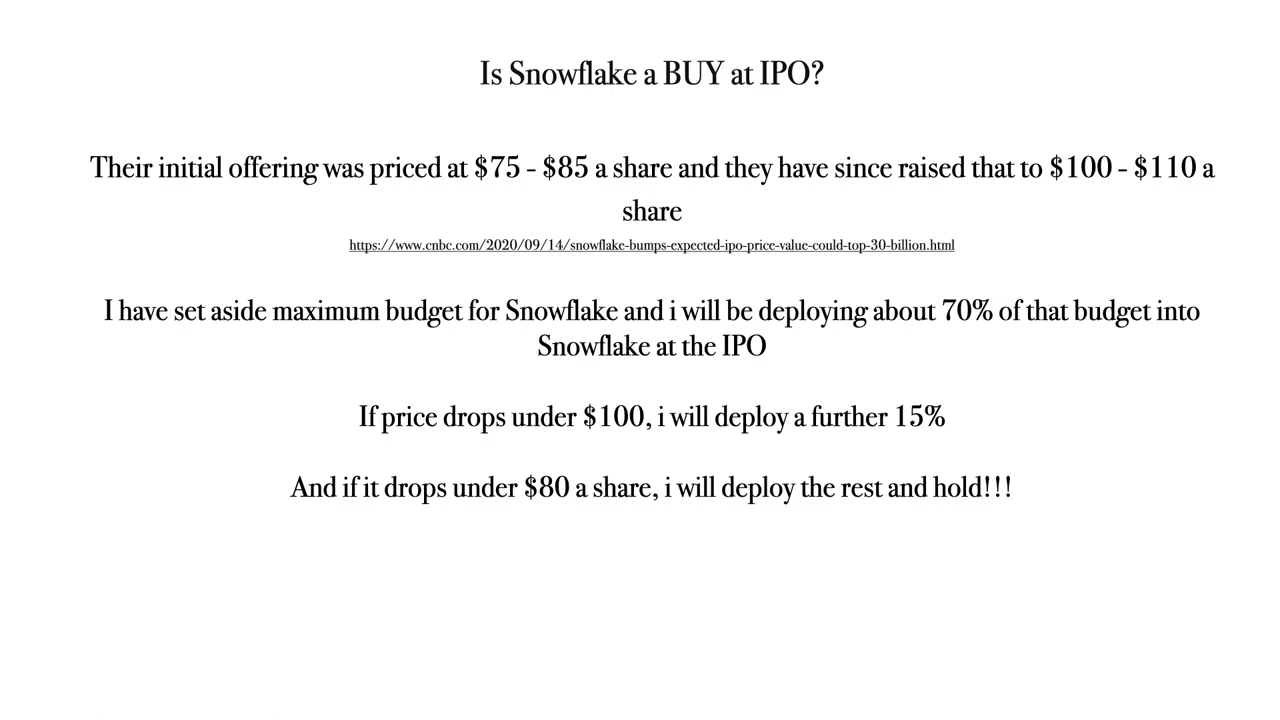 Is Snowflake a BUY at IPO?
Their initial offering was priced at $75 - $85 a share and they have since raised that to $100 - $110 a
share
https://www.cnbc.com/2020/09/14/snowflake-bumps-expected-ipo-price-value-could-top-30-billion.html
I have set aside maximum budget for Snowflake and i will be deploying about 70% of that budget into
Snowflake at the IPO
If price drops under $100, i will deploy a further 15%
And if it drops under $80 a share, i will deploy the rest and hold!!!